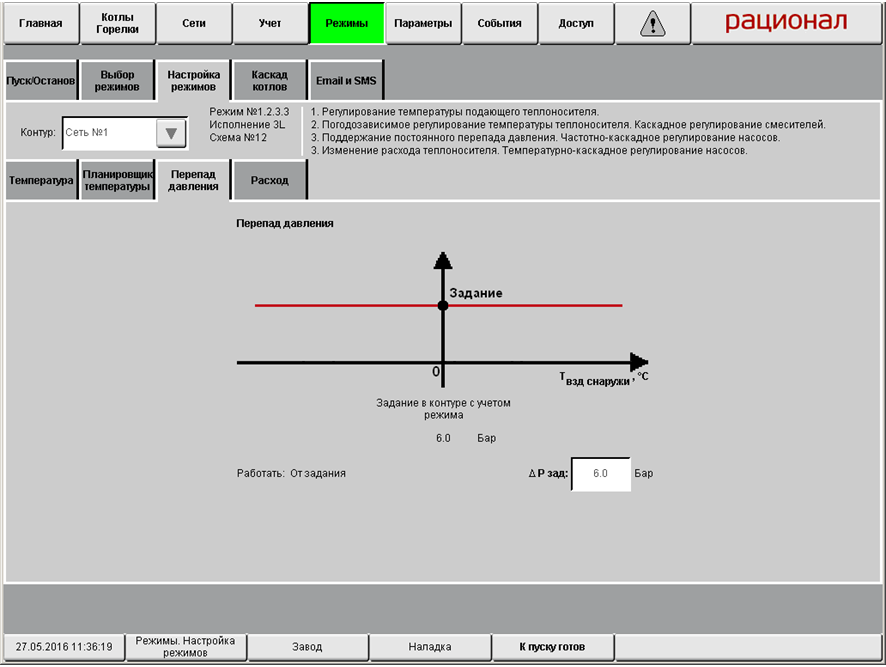 Главная
Котлы
Горелки
Сети
Учет
Режимы
Параметры
События
Доступ
рационал
Пуск/Останов
Выбор
режимов
Настройка
режимов
Каскад
котлов
Email и SMS
Контур:
Сеть №1
Режим №1.2.3.3
Исполнение 3L
Схема №12
1. Регулирование температуры подающего теплоносителя.
2. Погодозависимое регулирование температуры теплоносителя. Каскадное регулирование смесителей.
3. Поддержание постоянного перепада давления. Частотно-каскадное регулирование насосов.
3. Изменение расхода теплоносителя. Температурно-каскадное регулирование насосов.
Температура
Планировщик
температуры
Перепад
давления
Расход
Перепад давления
Задание
0
Tвзд снаружи, °C
Задание в контуре с учетом
режима
6.0 Бар
Работать: От задания
Δ P зад: 6.0 Бар
27.05.2016 11:36:19
Режимы. Настройка
режимов
Завод
Наладка
К пуску готов